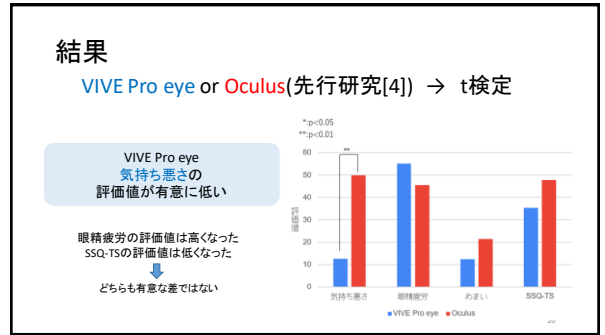 結果
VIVE Pro eye or Oculus(先行研究[4]) → t検定
*:p<0.05
**:p<0.01
VIVE Pro eye
気持ち悪さの
評価値が有意に低い
眼精疲労の評価値は高くなった
SSQ-TSの評価値は低くなった
どちらも有意な差ではない
**
評価値
60
50
40
30
20
10
0
気持ち悪さ 眼精疲労 めまい SSQ-TS
VIVE Pro eye Oculus